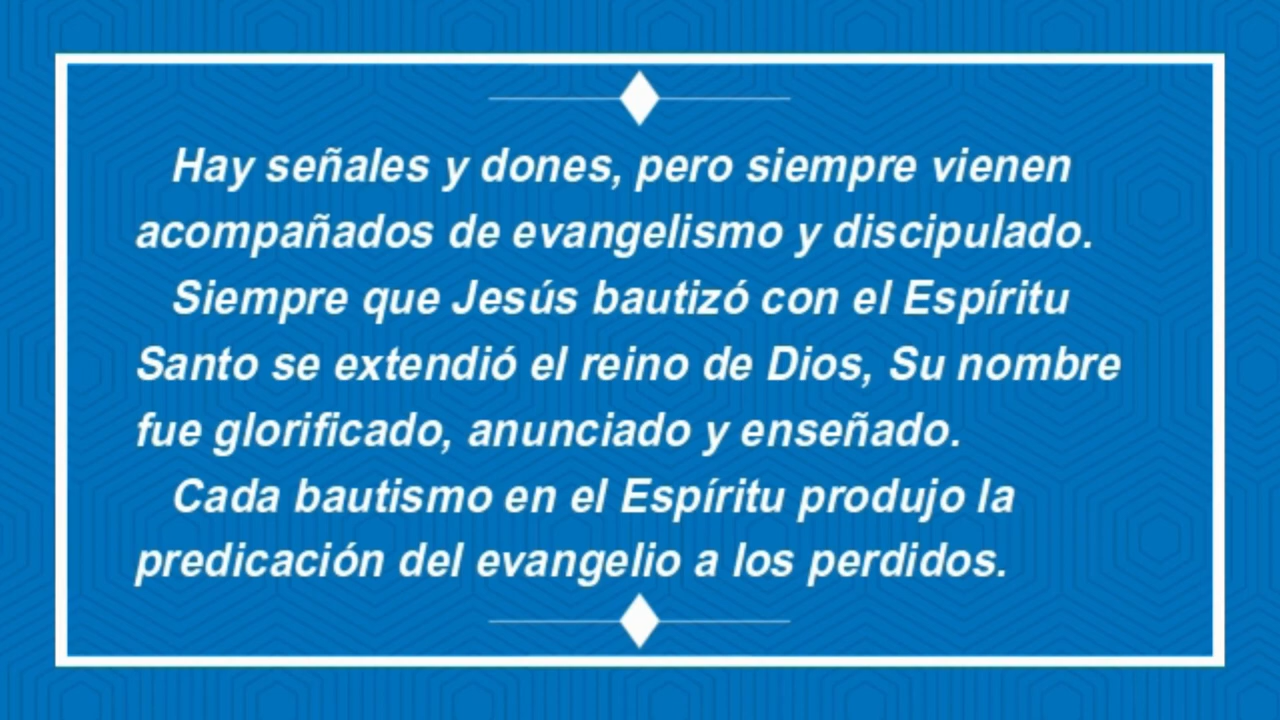 Hay señales y dones, pero siempre vienen
acompañados de evangelismo y discipulado.
Siempre que Jesús bautizó con el Espíritu
Santo se extendió el reino de Dios, Su nombre
fue glorificado, anunciado y enseñado.
Cada bautismo en el Espíritu produjo la
predicación del evangelio a los perdidos.